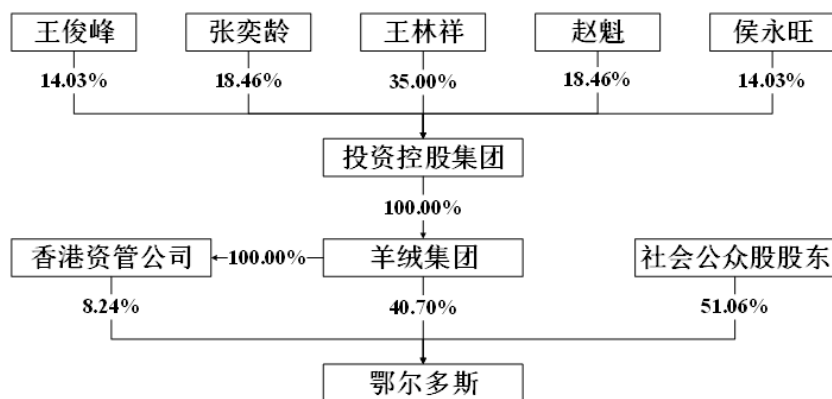 王俊峰 张奕龄 王林祥 赵魁 侯永旺
14.03% 18.46% 35.00% 18.46% 14.03%
投资控股集团
100.00%
香港资管公司 100.00% 羊绒集团 社会公众股股东
8.24% 40.70% 51.06%
鄂尔多斯